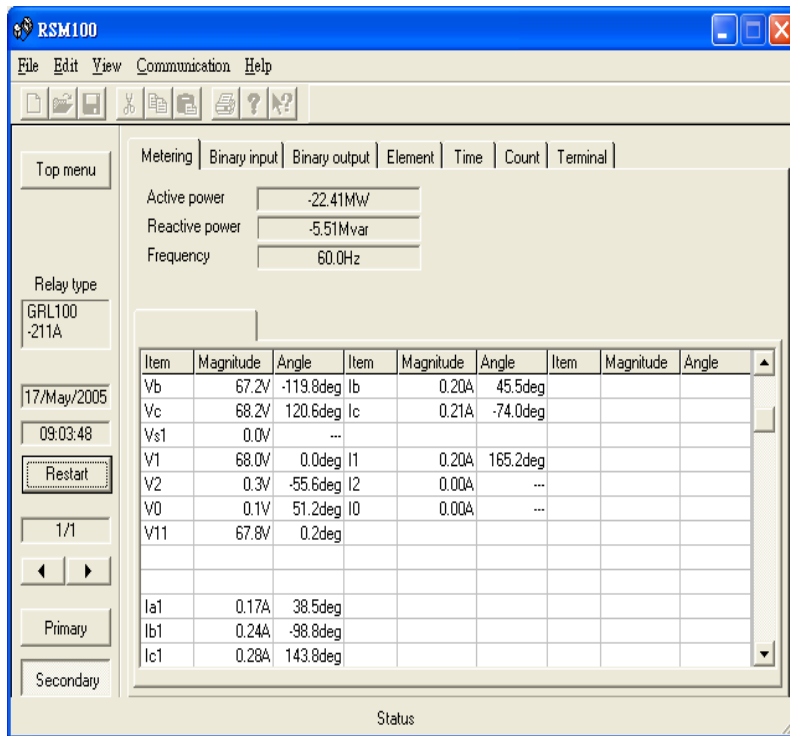 RSM100
File Edit View Communication Help
Top menu
Metering Binary input Binary output Element Time Count Terminal
Active power -22.41MW
Reactive power -5.51Mvar
Frequency 60.0Hz
Relay type
GRL100
-211A
17/May/2005
09:03:48
Restart
1/1
Primary
Secondary
Item Magnitude Angle Item Magnitude Angle Item Magnitude Angle
Vb 67.2V -119.8deg Ib 0.20A 45.5deg
Vc 68.2V 120.6deg Ic 0.21A -74.0deg
Vs1 0.0V ---
V1 68.0V 0.0deg I1 0.20A 165.2deg
V2 0.3V -55.6deg I2 0.00A ---
V0 0.1V 51.2deg I0 0.00A ---
V11 67.8V 0.2deg
Ia1 0.17A 38.5deg
Ib1 0.24A -98.8deg
Ic1 0.28A 143.8deg
Status